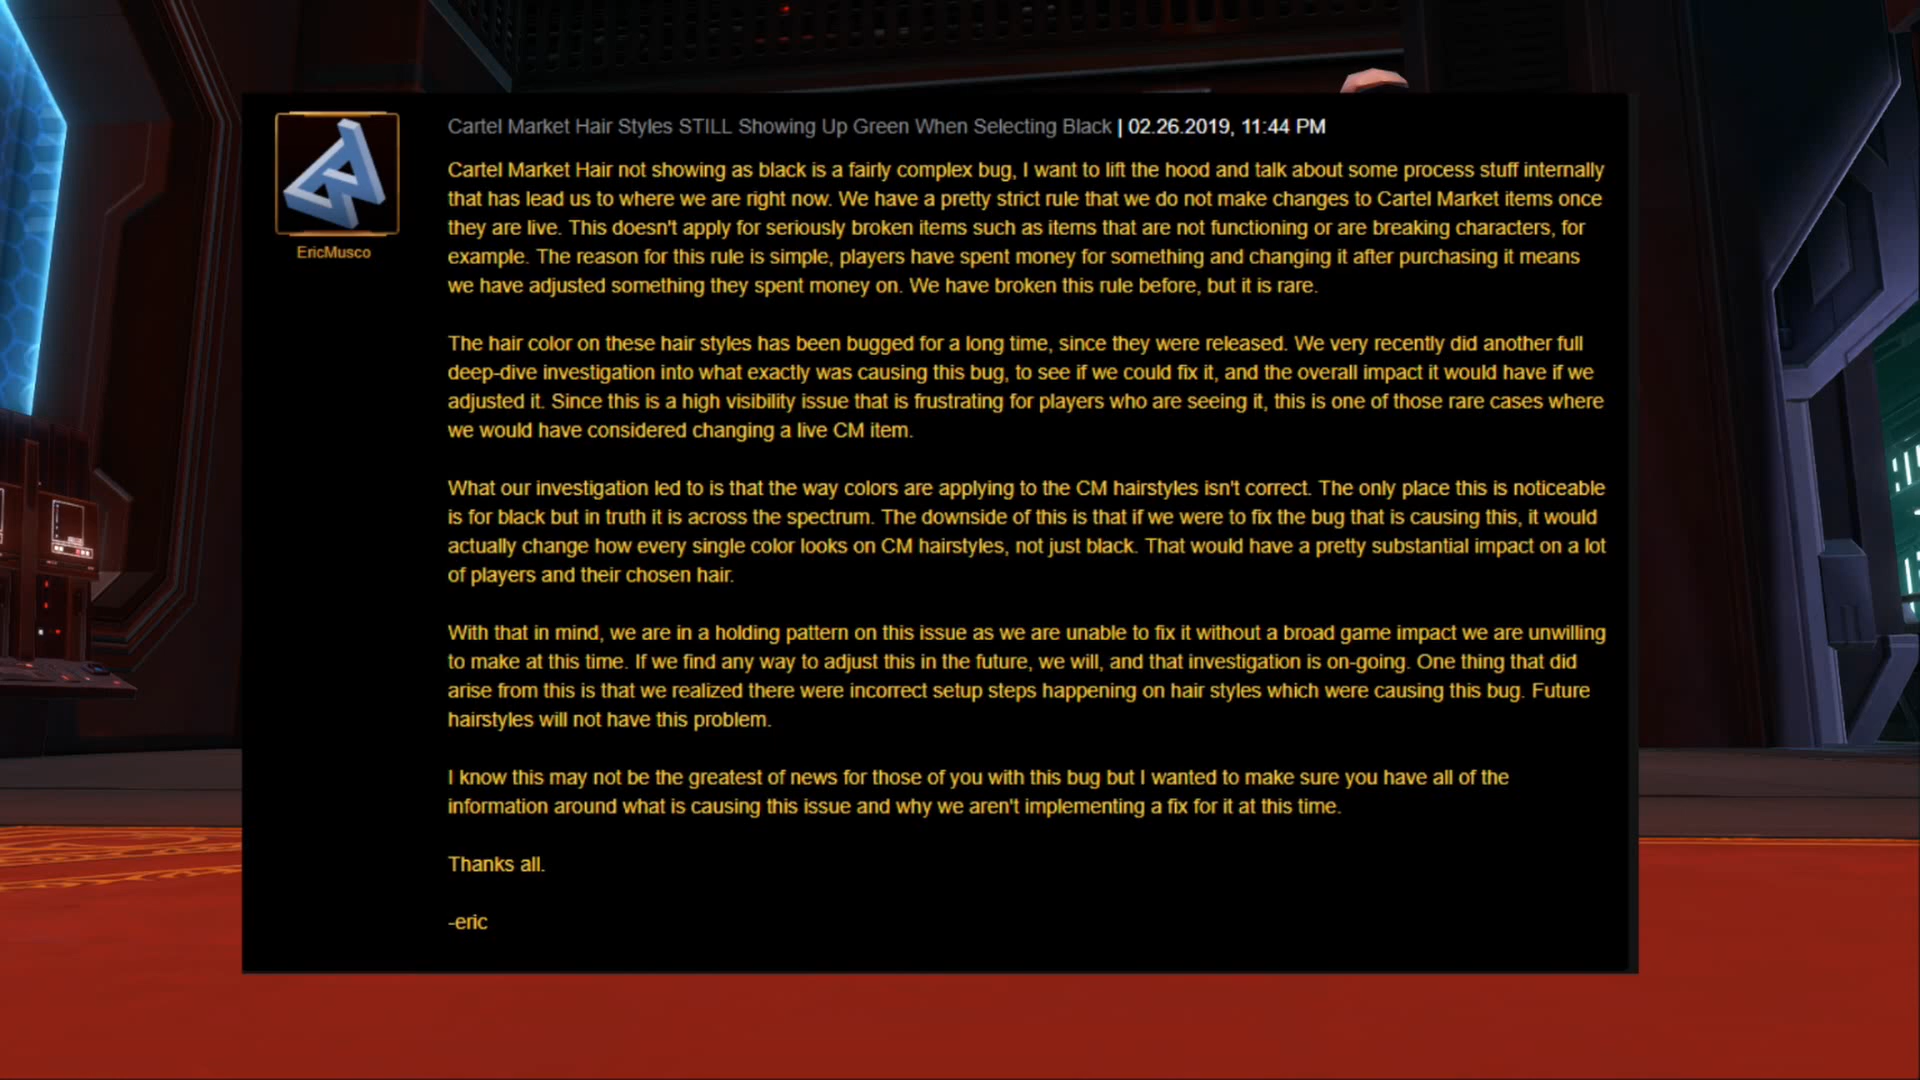 Cartel Market Hair Styles STILL Showing Up Green When Selecting Black | 02.26.2019, 11:44 PM
EricMusco
Cartel Market Hair not showing as black is a fairly complex bug, I want to lift the hood and talk about some process stuff internally
that has lead us to where we are right now. We have a pretty strict rule that we do not make changes to Cartel Market items once
they are live. This doesn't apply for seriously broken items such as items that are not functioning or are breaking characters, for
example. The reason for this rule is simple, players have spent money for something and changing it after purchasing it means
we have adjusted something they spent money on. We have broken this rule before, but it is rare.
The hair color on these hair styles has been bugged for a long time, since they were released. We very recently did another full
deep-dive investigation into what exactly was causing this bug, to see if we could fix it, and the overall impact it would have if we
adjusted it. Since this is a high visibility issue that is frustrating for players who are seeing it, this is one of those rare cases where
we would have considered changing a live CM item.
What our investigation led to is that the way colors are applying to the CM hairstyles isn't correct. The only place this is noticeable
is for black but in truth it is across the spectrum. The downside of this is that if we were to fix the bug that is causing this, it would
actually change how every single color looks on CM hairstyles, not just black. That would have a pretty substantial impact on a lot
of players and their chosen hair.
With that in mind, we are in a holding pattern on this issue as we are unable to fix it without a broad game impact we are unwilling
to make at this time. If we find any way to adjust this in the future, we will, and that investigation is on-going. One thing that did
arise from this is that we realized there were incorrect setup steps happening on hair styles which were causing this bug. Future
hairstyles will not have this problem.
I know this may not be the greatest of news for those of you with this bug but I wanted to make sure you have all of the
information around what is causing this issue and why we aren't implementing a fix for it at this time.
Thanks all.
-eric